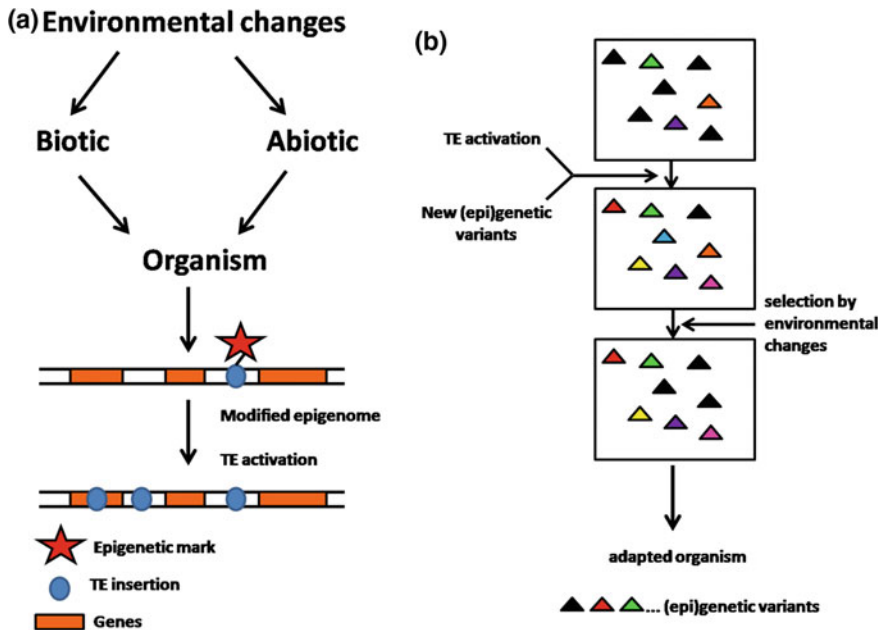 (a) Environmental changes
Biotic
Abiotic
Organism
Modified epigenome
TE activation
Epigenetic mark
TE insertion
Genes
(b)
TE activation
New (epi)genetic
variants
selection by
environmental
changes
adapted organism
... (epi)genetic variants